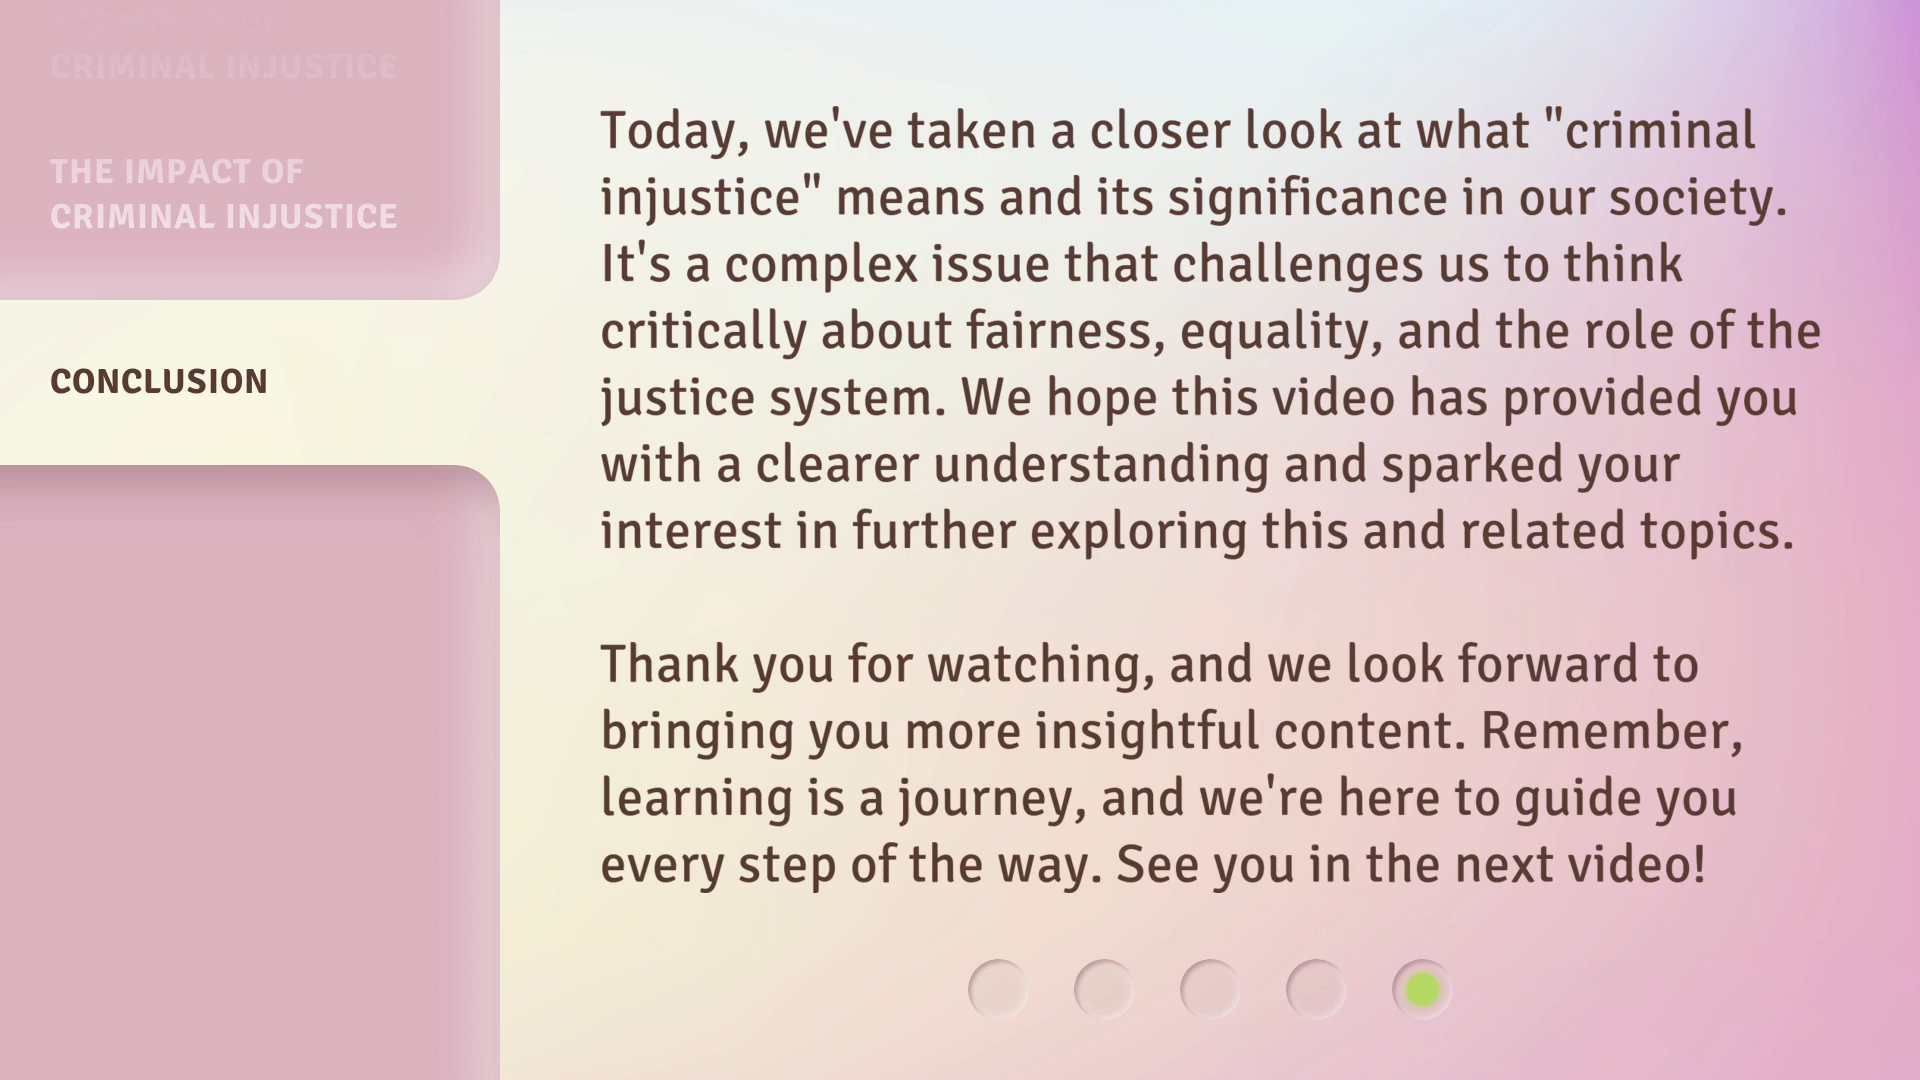 CRIMINAL INJUSTICE
THE IMPACT OF
CRIMINAL INJUSTICE
CONCLUSION
Today, we've taken a closer look at what "criminal
injustice" means and its significance in our society.
It's a complex issue that challenges us to think
critically about fairness, equality, and the role of the
justice system. We hope this video has provided you
with a clearer understanding and sparked your
interest in further exploring this and related topics.
Thank you for watching, and we look forward to
bringing you more insightful content. Remember,
learning is a journey, and we're here to guide you
every step of the way. See you in the next video!